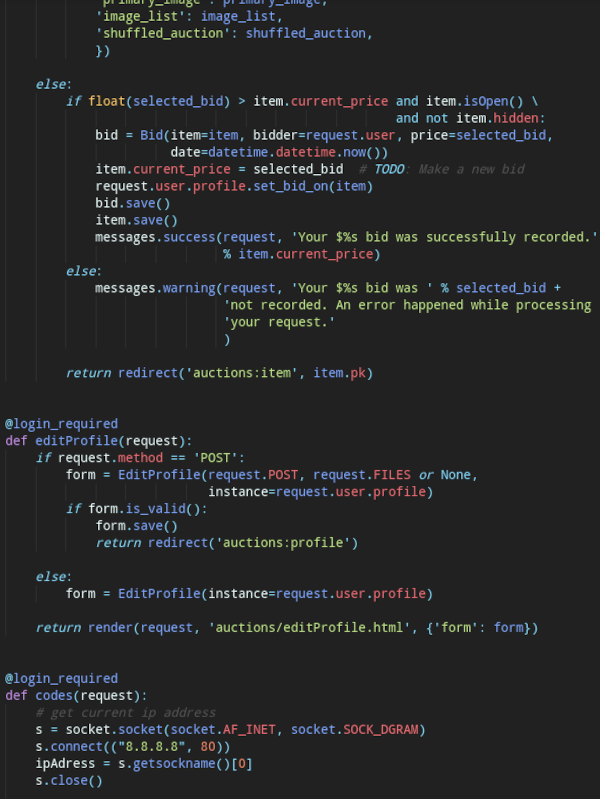 'primary_image': primary_image,
'image_list': image_list,
'shuffled_auction': shuffled_auction,
})
else:
if float(selected_bid) > item.current_price and item.isOpen() \
and not item.hidden:
bid = Bid(item=item, bidder=request.user, price=selected_bid,
date=datetime.datetime.now())
item.current_price = selected_bid  # TODO: Make a new bid
request.user.profile.set_bid_on(item)
bid.save()
item.save()
messages.success(request, 'Your $%s bid was successfully recorded.'
% item.current_price)
else:
messages.warning(request, 'Your $%s bid was ' % selected_bid +
'not recorded. An error happened while processing
'your request.'
)
return redirect('auctions:item', item.pk)
@login_required
def editProfile(request):
if request.method == 'POST':
form = EditProfile(request.POST, request.FILES or None,
instance=request.user.profile)
if form.is_valid():
form.save()
return redirect('auctions:profile')
else:
form = EditProfile(instance=request.user.profile)
return render(request, 'auctions/editProfile.html', {'form': form})
@login_required
def codes(request):
# get current ip address
s = socket.socket(socket.AF_INET, socket.SOCK_DGRAM)
s.connect(("8.8.8.8", 80))
ipAdress = s.getsockname()[0]
s.close()